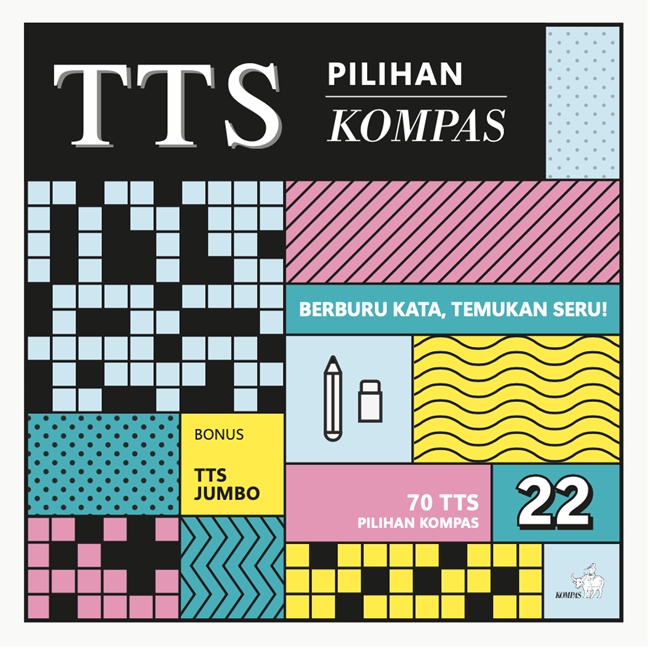 TTS
PILIHAN
KOMPAS
BERBURU KATA, TEMUKAN SERU!
BONUS
TTS
JUMBO
70 TTS
PILIHAN KOMPAS
22
KOMPAS